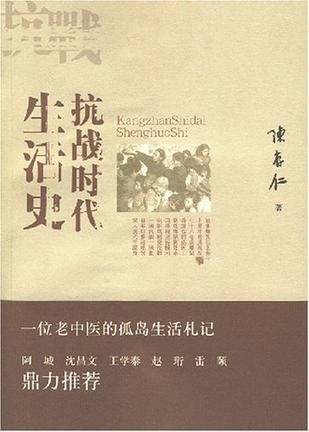 抗戰
抗战时代
生活史
KangzhanShidai
ShenghuoShi
陳存仁 著
一位老中医的孤岛生活札记
阿城 沈昌文 王学泰 赵珩 雷颐
鼎力推荐